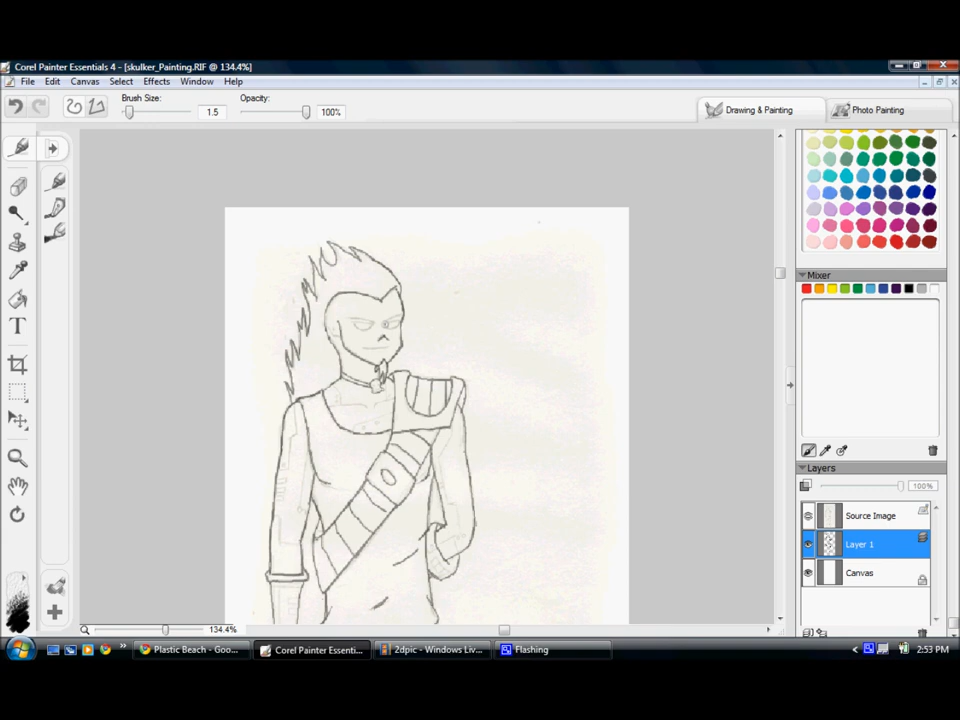 Corel Painter Essentials 4 - [skulker_Painting.RIF @ 134.4%]
File Edit Canvas Select Effects Window Help
Brush Size: 1.5 Opacity: 100%
Drawing & Painting Photo Painting
Mixer
Layers
100%
Source Image
Layer 1
Canvas
T
134.4%
Plastic Beach - Goo... Corel Painter Essenti... 2dpic - Windows Liv... Flashing 2:53 PM